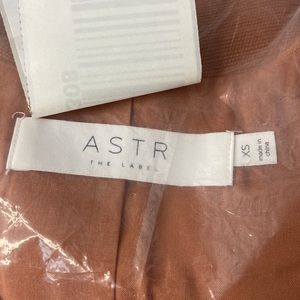 ASTR
THE LABEL
XS
made in
china